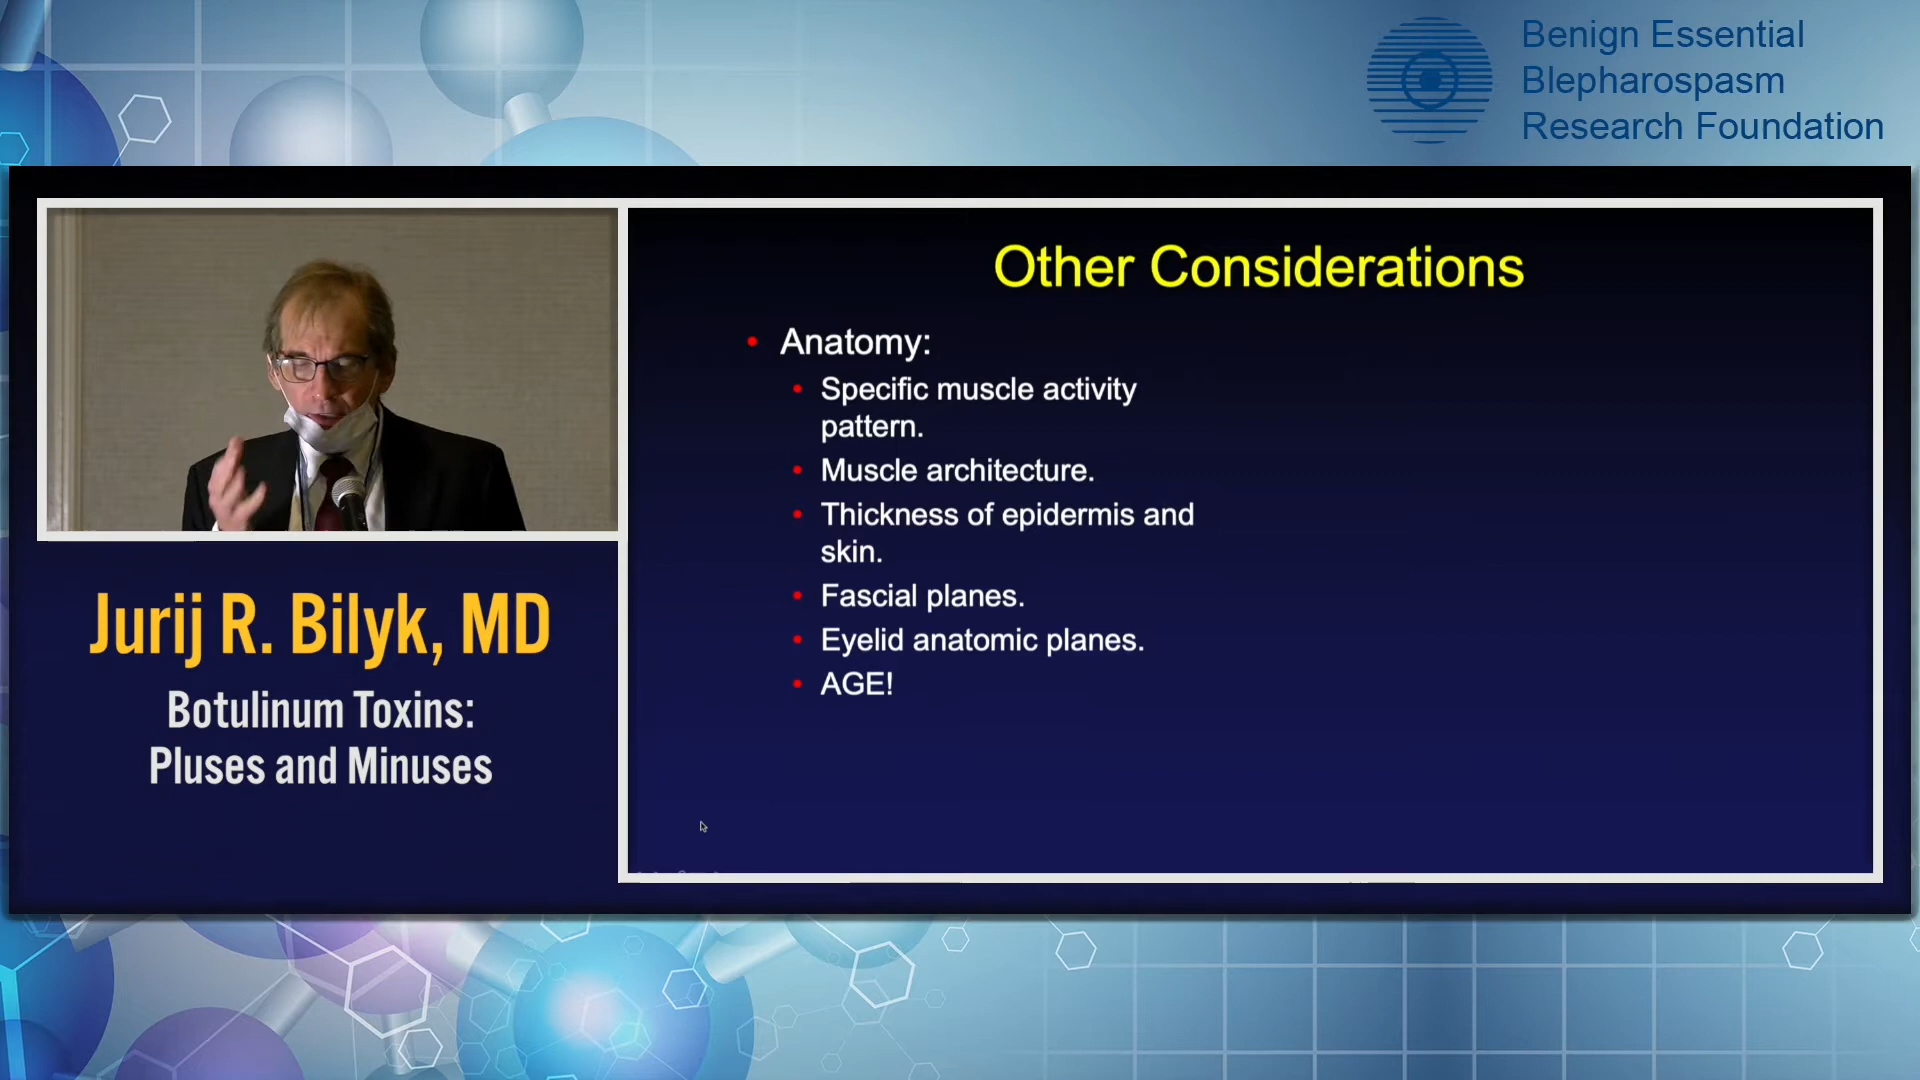 Benign Essential
Blepharospasm
Research Foundation
Other Considerations
• Anatomy:
• Specific muscle activity
pattern.
• Muscle architecture.
• Thickness of epidermis and
skin.
• Fascial planes.
• Eyelid anatomic planes.
• AGE!
Jurij R. Bilyk, MD
Botulinum Toxins:
Pluses and Minuses